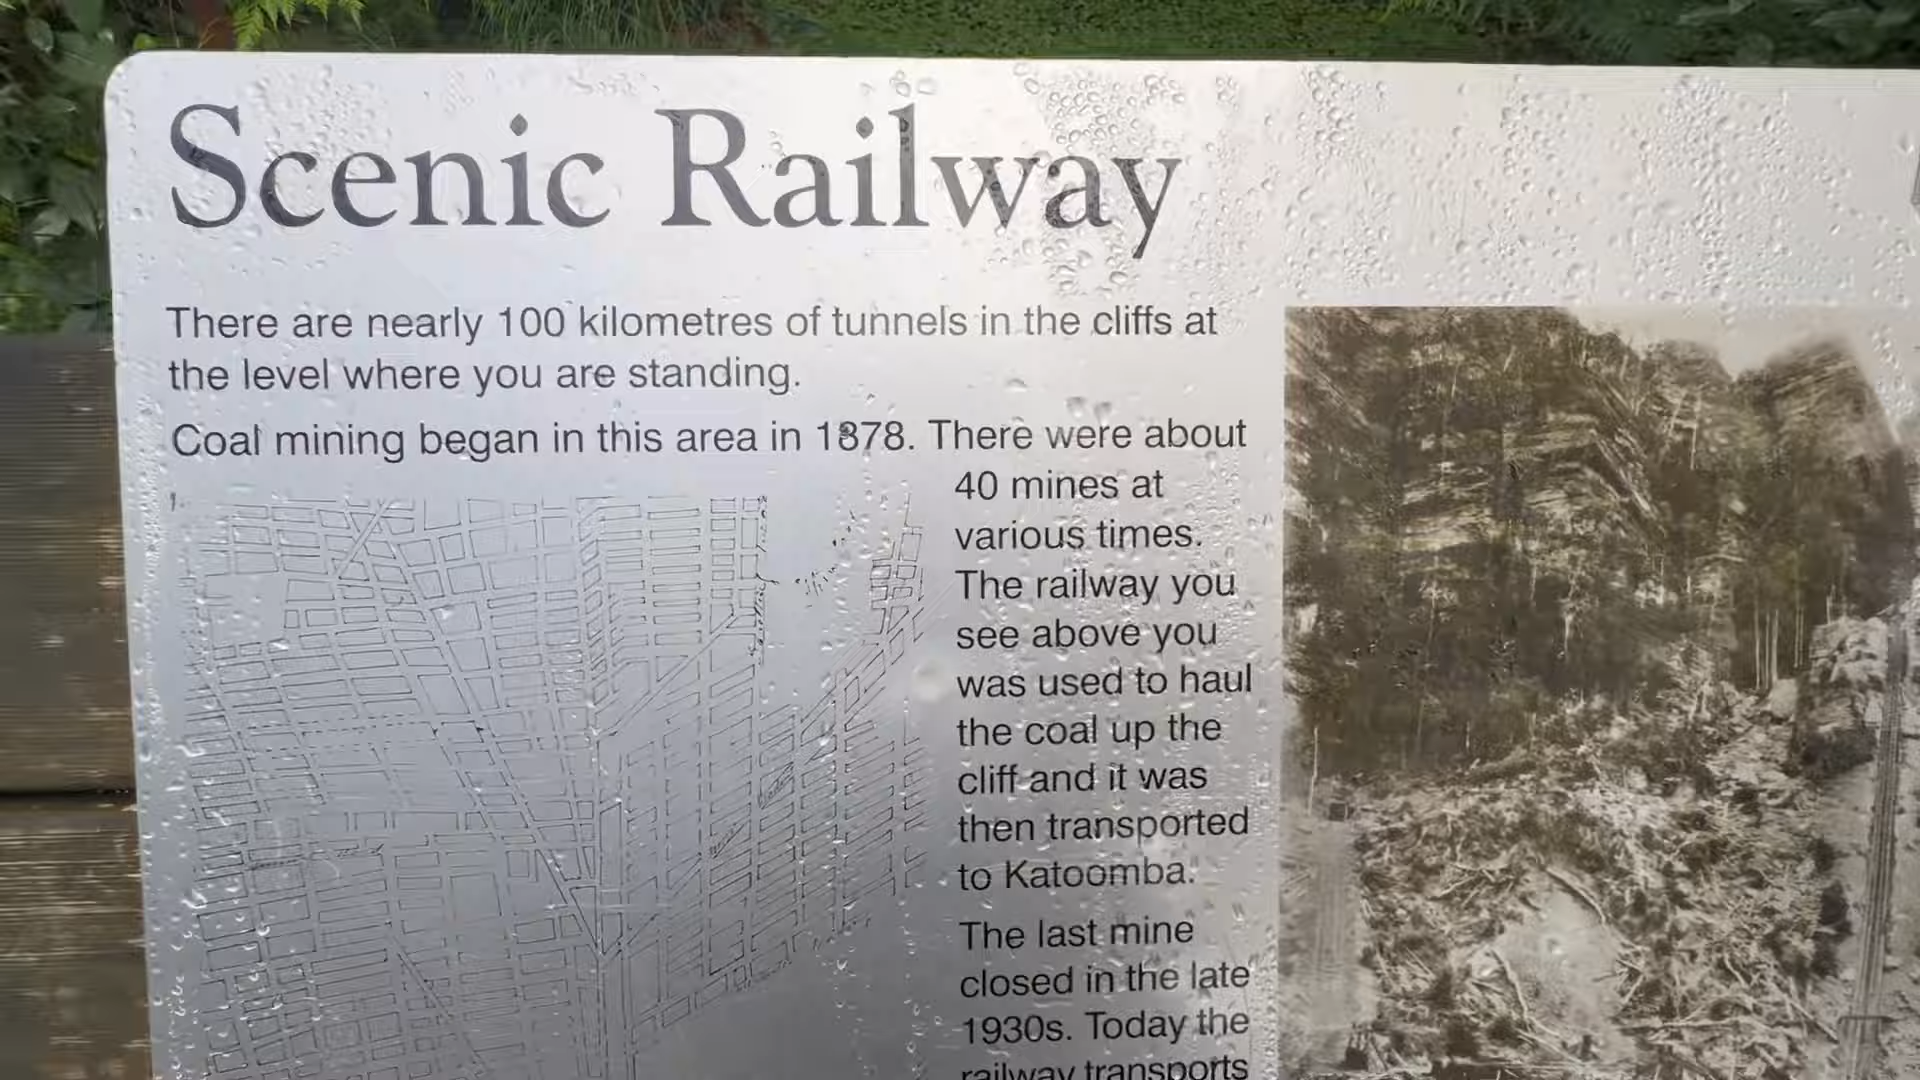 Scenic Railway
There are nearly 100 kilometres of tunnels in the cliffs at
the level where you are standing.
Coal mining began in this area in 1878. There were about
40 mines at
various times.
The railway you
see above you
was used to haul
the coal up the
cliff and it was
then transported
to Katoomba.
The last mine
closed in the late
1930s. Today the
railway transports